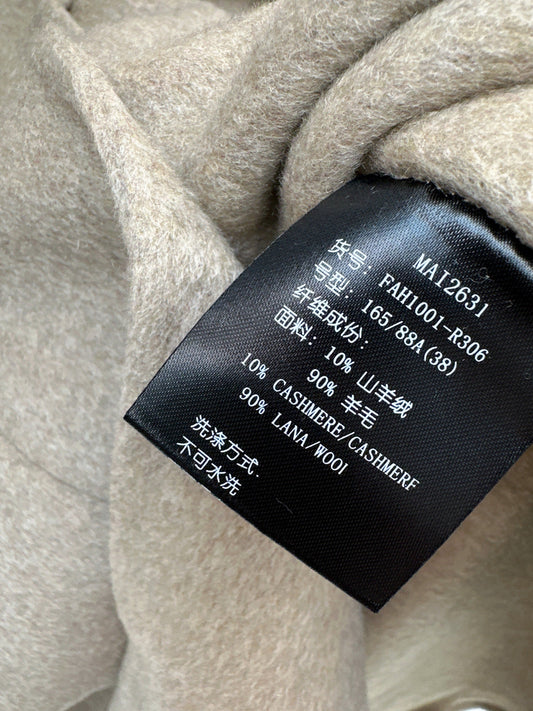 MAI2631
货号: FAH1001-R306
号型: 165/88A(38)
纤维成份:
面料: 10% 山羊绒
90% 羊毛
10% CASHMERE/CASHMERE
90% LANA/WOOl
洗涤方式:
不可水洗